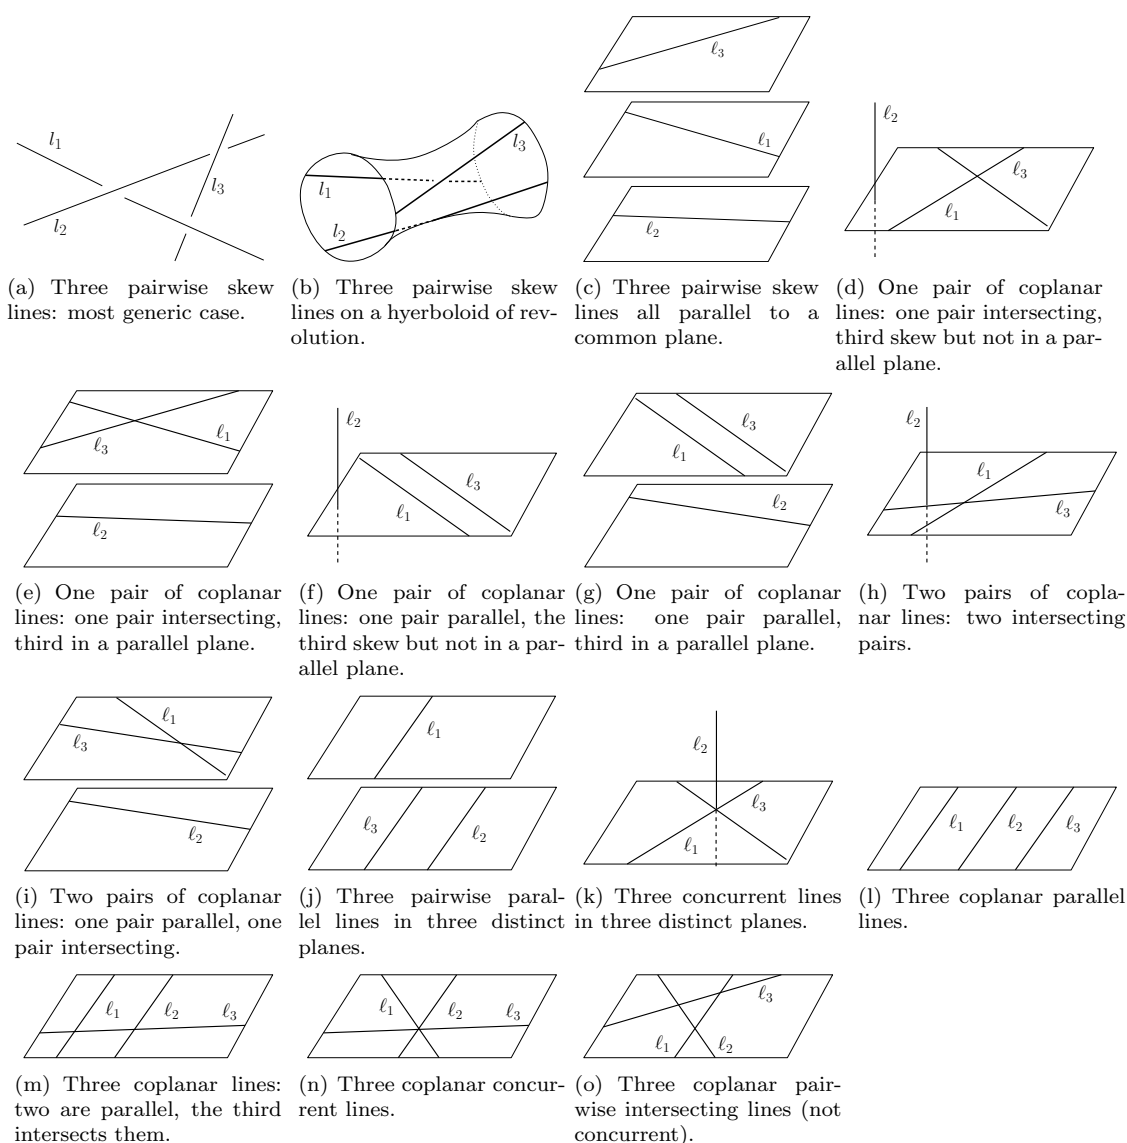 ℓ3
l1
l2
l3
l1
l2
l3
ℓ1
ℓ2
ℓ2
ℓ3
ℓ1
(a) Three pairwise skew
lines: most generic case.
(b) Three pairwise skew
lines on a hyerboloid of rev-
olution.
(c) Three pairwise skew
lines all parallel to a
common plane.
(d) One pair of coplanar
lines: one pair intersecting,
third skew but not in a par-
allel plane.
ℓ3
ℓ1
ℓ2
ℓ2
ℓ3
ℓ1
ℓ3
ℓ1
ℓ2
ℓ2
ℓ1
ℓ3
(e) One pair of coplanar
lines: one pair intersecting,
third in a parallel plane.
(f) One pair of coplanar
lines: one pair parallel, the
third skew but not in a par-
allel plane.
(g) One pair of coplanar
lines: one pair parallel,
third in a parallel plane.
(h) Two pairs of copla-
nar lines: two intersecting
pairs.
ℓ1
ℓ3
ℓ2
ℓ1
ℓ3
ℓ2
ℓ2
ℓ3
ℓ1
ℓ1
ℓ2
ℓ3
(i) Two pairs of coplanar
lines: one pair parallel, one
pair intersecting.
(j) Three pairwise paral-
lel lines in three distinct
planes.
(k) Three concurrent lines
in three distinct planes.
(l) Three coplanar parallel
lines.
ℓ1
ℓ2
ℓ3
ℓ1
ℓ2
ℓ3
ℓ3
ℓ1
ℓ2
(m) Three coplanar lines:
two are parallel, the third
intersects them.
(n) Three coplanar concur-
rent lines.
(o) Three coplanar pair-
wise intersecting lines (not
concurrent).